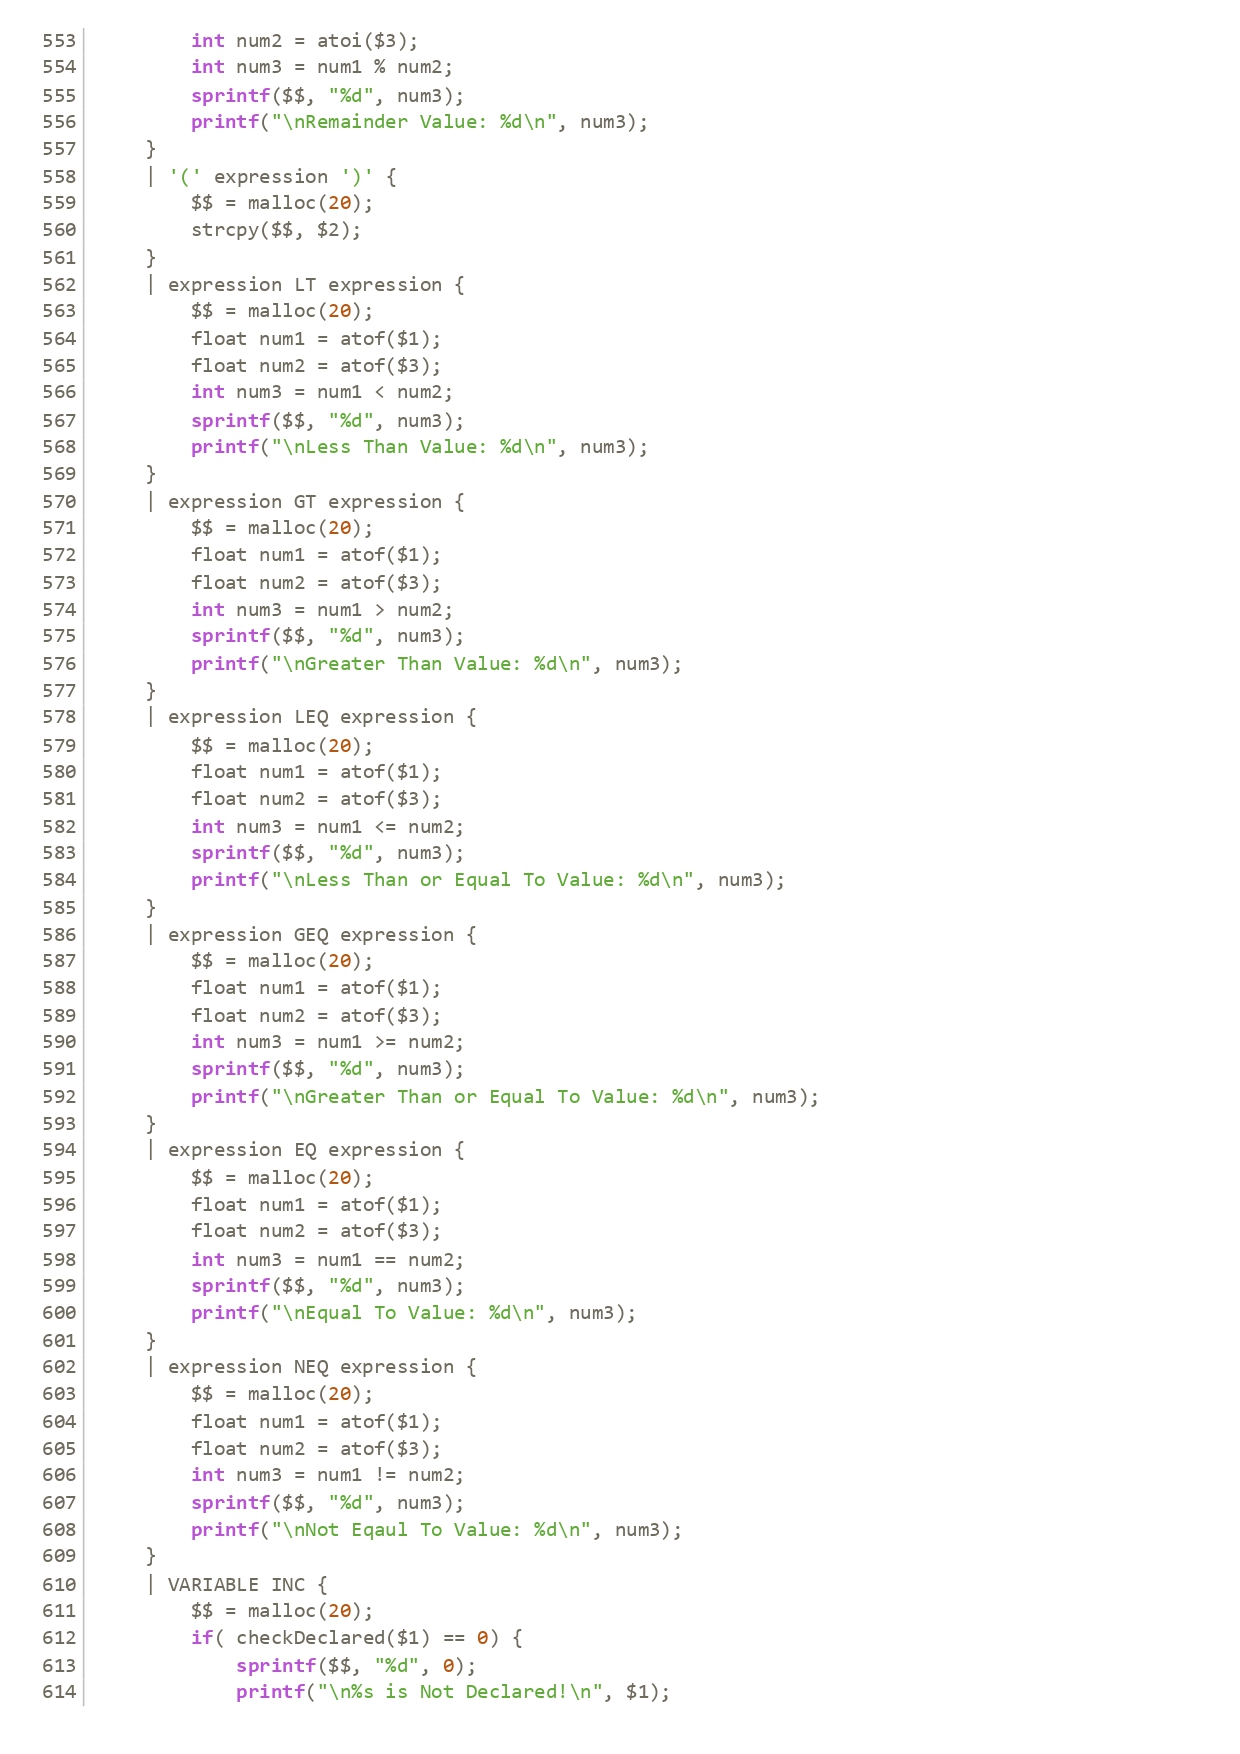 553 int num2 = atoi($3);
554 int num3 = num1 % num2;
555 sprintf($$, "%d", num3);
556 printf("\nRemainder Value: %d\n", num3);
557 }
558 | '(' expression ')' {
559 $$ = malloc(20);
560 strcpy($$, $2);
561 }
562 | expression LT expression {
563 $$ = malloc(20);
564 float num1 = atof($1);
565 float num2 = atof($3);
566 int num3 = num1 < num2;
567 sprintf($$, "%d", num3);
568 printf("\nLess Than Value: %d\n", num3);
569 }
570 | expression GT expression {
571 $$ = malloc(20);
572 float num1 = atof($1);
573 float num2 = atof($3);
574 int num3 = num1 > num2;
575 sprintf($$, "%d", num3);
576 printf("\nGreater Than Value: %d\n", num3);
577 }
578 | expression LEQ expression {
579 $$ = malloc(20);
580 float num1 = atof($1);
581 float num2 = atof($3);
582 int num3 = num1 <= num2;
583 sprintf($$, "%d", num3);
584 printf("\nLess Than or Equal To Value: %d\n", num3);
585 }
586 | expression GEQ expression {
587 $$ = malloc(20);
588 float num1 = atof($1);
589 float num2 = atof($3);
590 int num3 = num1 >= num2;
591 sprintf($$, "%d", num3);
592 printf("\nGreater Than or Equal To Value: %d\n", num3);
593 }
594 | expression EQ expression {
595 $$ = malloc(20);
596 float num1 = atof($1);
597 float num2 = atof($3);
598 int num3 = num1 == num2;
599 sprintf($$, "%d", num3);
600 printf("\nEqual To Value: %d\n", num3);
601 }
602 | expression NEQ expression {
603 $$ = malloc(20);
604 float num1 = atof($1);
605 float num2 = atof($3);
606 int num3 = num1 != num2;
607 sprintf($$, "%d", num3);
608 printf("\nNot Eqaul To Value: %d\n", num3);
609 }
610 | VARIABLE INC {
611 $$ = malloc(20);
612 if( checkDeclared($1) == 0) {
613 sprintf($$, "%d", 0);
614 printf("\n%s is Not Declared!\n", $1);